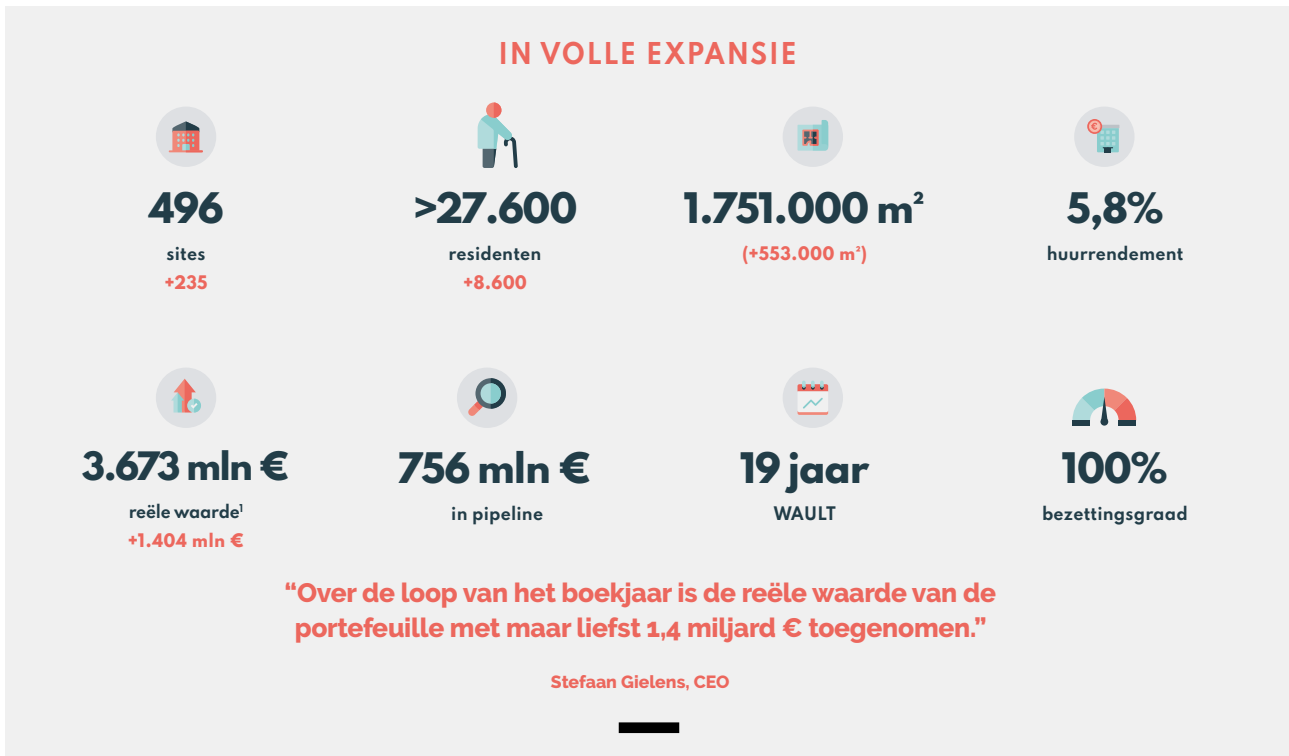 IN VOLLE EXPANSIE
496
sites
+235
>27.600
residenten
+8.600
1.751.000 m²
(+553.000 m²)
5,8%
huurrendement
3.673 mln €
reële waarde¹
+1.404 mln €
756 mln €
in pipeline
19 jaar
WAULT
100%
bezettingsgraad
“Over de loop van het boekjaar is de reële waarde van de
portefeuille met maar liefst 1,4 miljard € toegenomen.”
Stefaan Gielens, CEO